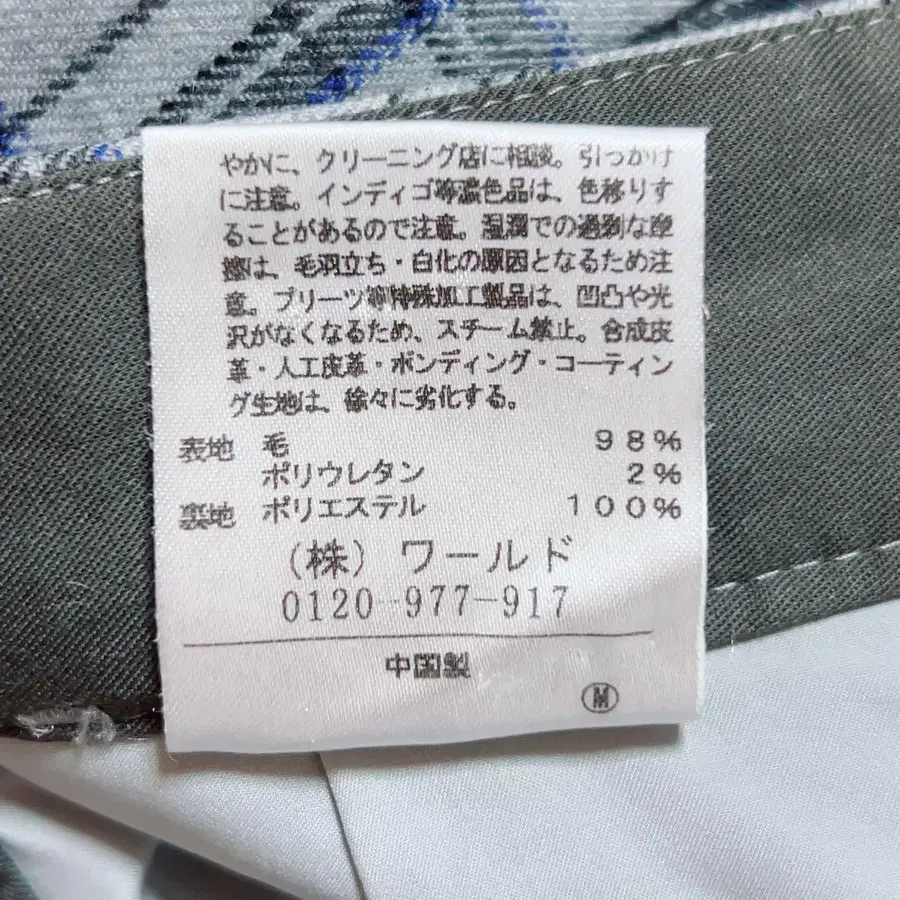 やかに、クリーニング店に相談。引つかけ
に注意。インディゴ等濃色品は、色移りす
ることがあるので注意。湿潤での過剰な摩
擦は、毛羽立ち・白化の原因となるため注
意。プリーツ等特殊加工製品は、凹凸や光
沢がなくなるため、スチーム禁止。合成皮
革・人工皮革・ボンディング・コーティン
グ生地は、徐々に劣化する。
表地 毛 98%
ポリウレタン 2%
裏地 ポリエステル 100%
(株) ワールド
0120-977-917
中国製
Ⓜ